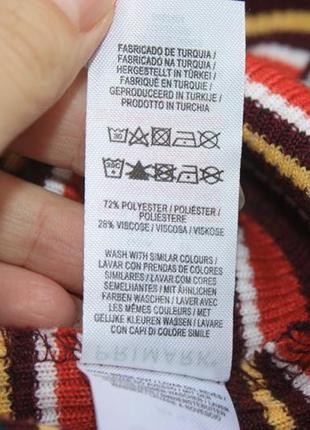 FABRICADO DE TURQUIA /
FABRICADO NA TURQUIA /
HERGESTELLT IN TÜRKEI /
FABRIQUÉ EN TURQUIE /
GEPRODUCEERD IN TURKIJE /
PRODOTTO IN TURCHIA
72% POLYESTER / POLIÉSTER /
POLIESTERE
28% VISCOSE / VISCOSA / VISKOSE
WASH WITH SIMILAR COLOURS /
LAVAR CON PRENDAS DE COLORES
SIMILARES / LAVAR COM CORES
SEMELHANTES / MIT ÄHNLICHEN
FARBEN WASCHEN / LAVER AVEC
LES MÊMES COULEURS / MET
GELIJKE KLEUREN WASSEN /
CON CAPI DI COLORE SIMILE
PRIMARK